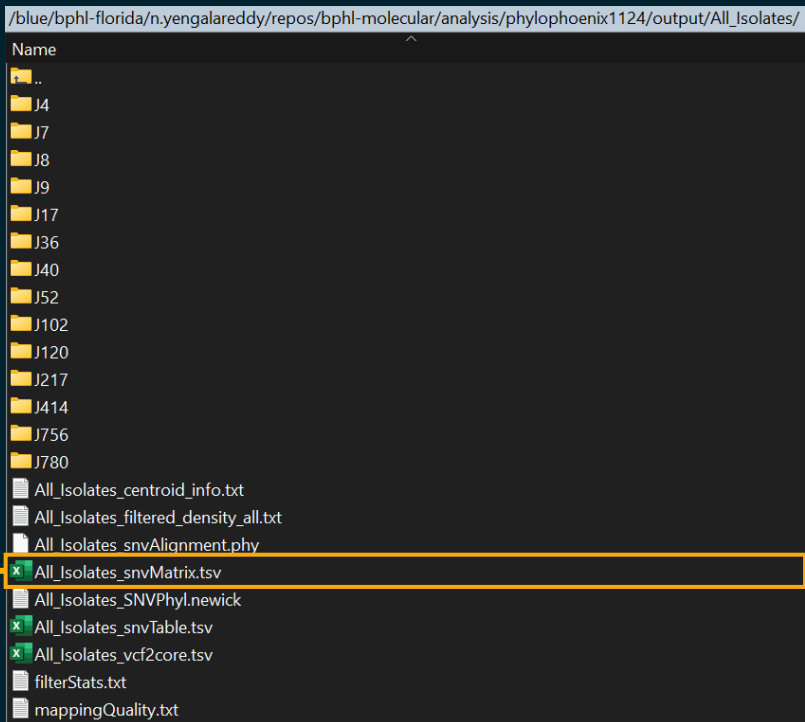 /blue/bphl-florida/n.yengalareddy/repos/bphl-molecular/analysis/phylophoenix1124/output/All_Isolates/
Name
..
J4
J7
J8
J9
J17
J36
J40
J52
J102
J120
J217
J414
J756
J780
All_Isolates_centroid_info.txt
All_Isolates_filtered_density_all.txt
All_Isolates_snvAlignment.phy
All_Isolates_snvMatrix.tsv
All_Isolates_SNVPhyl.newick
All_Isolates_snvTable.tsv
All_Isolates_vcf2core.tsv
filterStats.txt
mappingQuality.txt